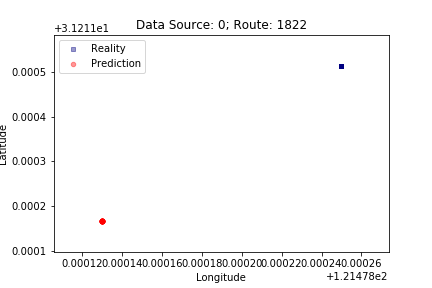 Data Source: 0; Route: 1822
+3.1211e1
Reality
Prediction
0.0005
0.0004
0.0003
0.0002
0.0001
Latitude
0.00012 0.00014 0.00016 0.00018 0.00020 0.00022 0.00024 0.00026
Longitude
+1.21478e2